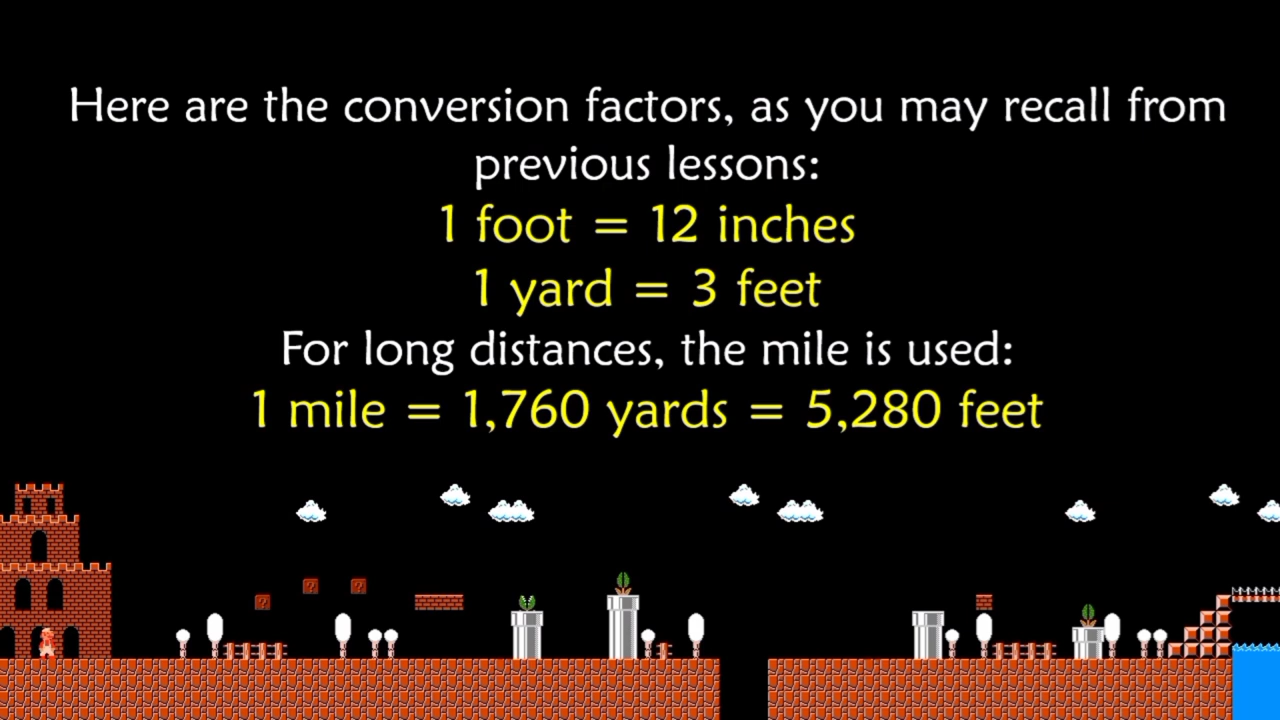 Here are the conversion factors, as you may recall from
previous lessons:
1 foot = 12 inches
1 yard = 3 feet
For long distances, the mile is used:
1 mile = 1,760 yards = 5,280 feet
? ? ?